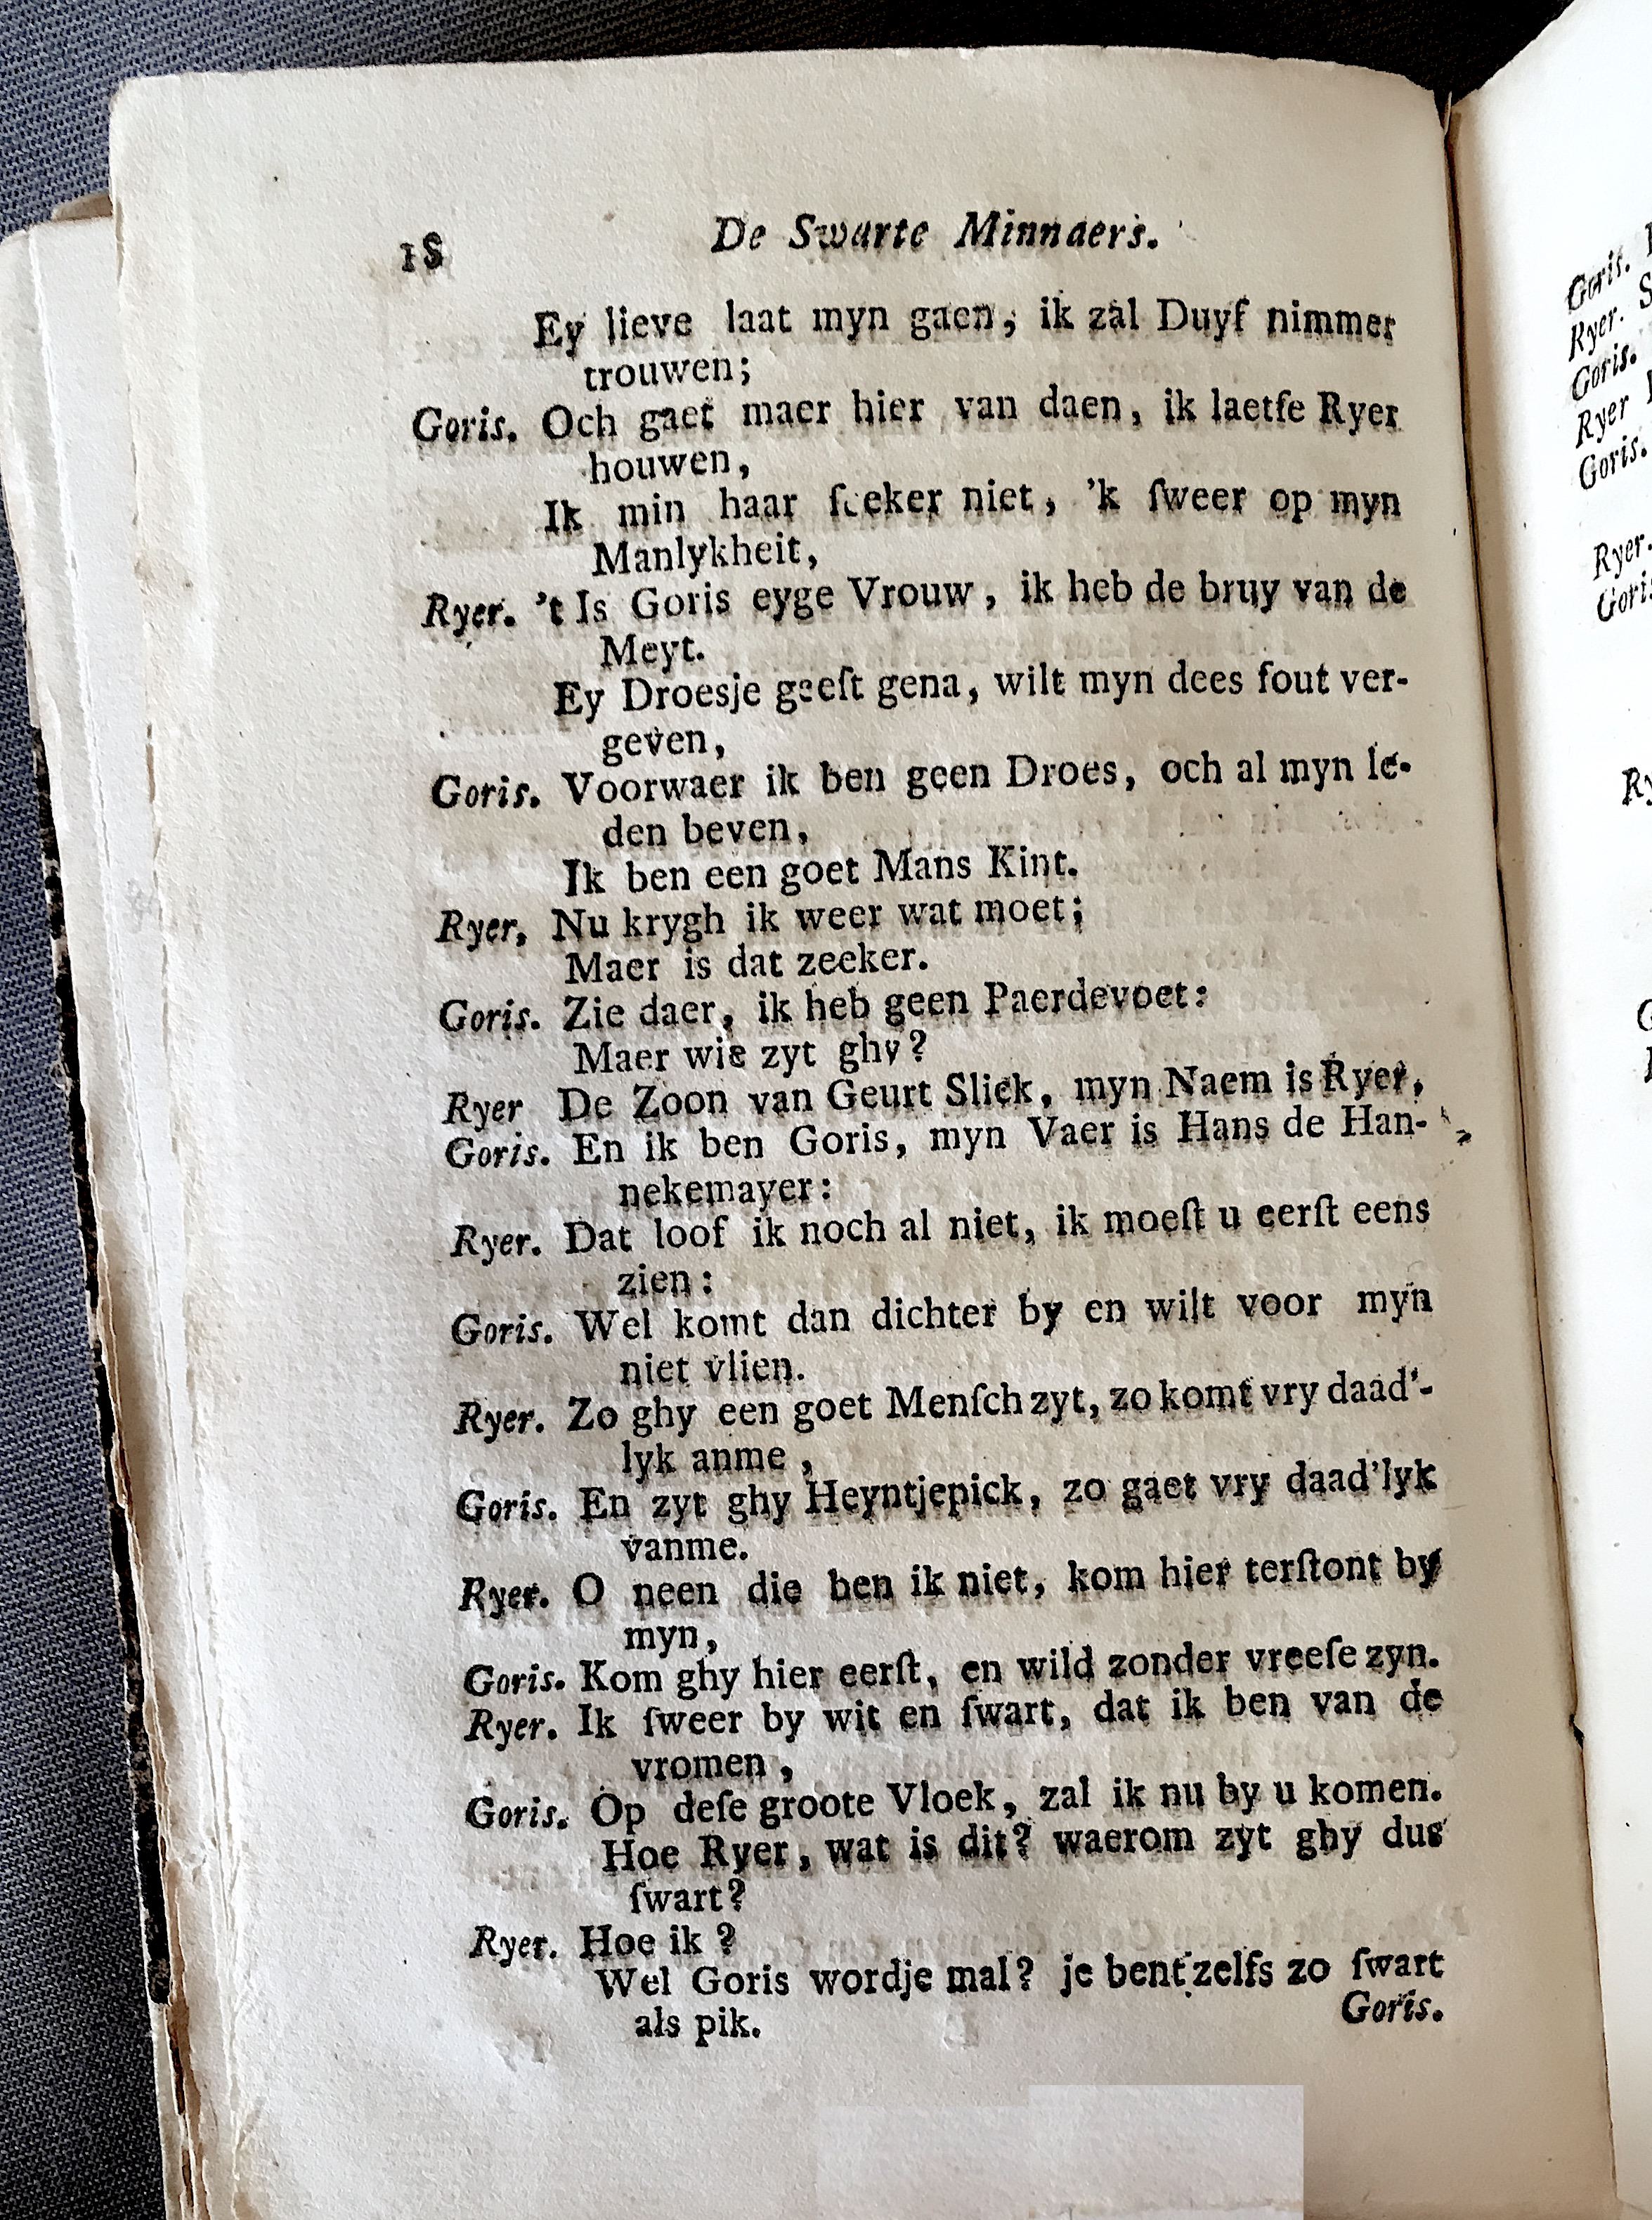 18 De Swarte Minnaers.
Ey lieve laat myn gaen, ik zal Duyf nimmer
trouwen;
Goris. Och gaet maer hier van daen, ik laetſe Ryer
houwen,
Ik min haar ſeeker niet, 'k ſweer op myn
Manlykheit,
Ryer. 't Is Goris eyge Vrouw, ik heb de bruy van de
Meyt.
Ey Droesje geeſt gena, wilt myn dees fout ver-
geven,
Goris. Voorwaer ik ben geen Droes, och al myn le-
den beven,
Ik ben een goet Mans Kint.
Ryer, Nu krygh ik weer wat moet;
Maer is dat zeeker.
Goris. Zie daer, ik heb geen Paerdevoet:
Maer wie zyt ghy?
Ryer De Zoon van Geurt Sliek, myn Naem is Ryer,
Goris. En ik ben Goris, myn Vaer is Hans de Han-
nekemayer:
Ryer. Dat loof ik noch al niet, ik moeſt u eerſt eens
zien:
Goris. Wel komt dan dichter by en wilt voor myn
niet vlien.
Ryer. Zo ghy een goet Menſch zyt, zo komt vry daad'-
lyk anme,
Goris. En zyt ghy Heyntjepick, zo gaet vry daad'lyk
vanme.
Ryer. O neen die ben ik niet, kom hier terſtont by
myn,
Goris. Kom ghy hier eerſt, en wild zonder vreeſe zyn.
Ryer. Ik ſweer by wit en ſwart, dat ik ben van de
vromen,
Goris. Op deſe groote Vloek, zal ik nu by u komen.
Hoe Ryer, wat is dit? waerom zyt ghy dus
ſwart?
Ryer. Hoe ik?
Wel Goris wordje mal? je bent zelfs zo ſwart
als pik.
Goris.
Goris.
Ryer.
Goris.
Ryer
Goris.
Ryer.